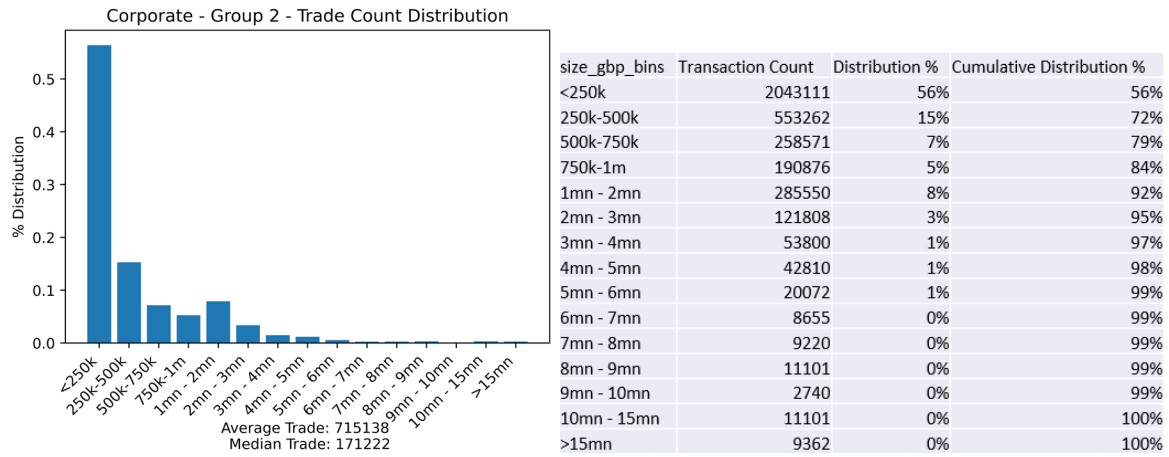 Corporate - Group 2 - Trade Count Distribution
% Distribution
0.5
0.4
0.3
0.2
0.1
0.0
<250k
250k-500k
500k-750k
750k-1m
1mn - 2mn
2mn - 3mn
3mn - 4mn
4mn - 5mn
5mn - 6mn
6mn - 7mn
7mn - 8mn
8mn - 9mn
9mn - 10mn
10mn - 15mn
>15mn
Average Trade: 715138
Median Trade: 171222
size_gbp_bins Transaction Count Distribution % Cumulative Distribution %
<250k 2043111 56% 56%
250k-500k 553262 15% 72%
500k-750k 258571 7% 79%
750k-1m 190876 5% 84%
1mn - 2mn 285550 8% 92%
2mn - 3mn 121808 3% 95%
3mn - 4mn 53800 1% 97%
4mn - 5mn 42810 1% 98%
5mn - 6mn 20072 1% 99%
6mn - 7mn 8655 0% 99%
7mn - 8mn 9220 0% 99%
8mn - 9mn 11101 0% 99%
9mn - 10mn 2740 0% 99%
10mn - 15mn 11101 0% 100%
>15mn 9362 0% 100%